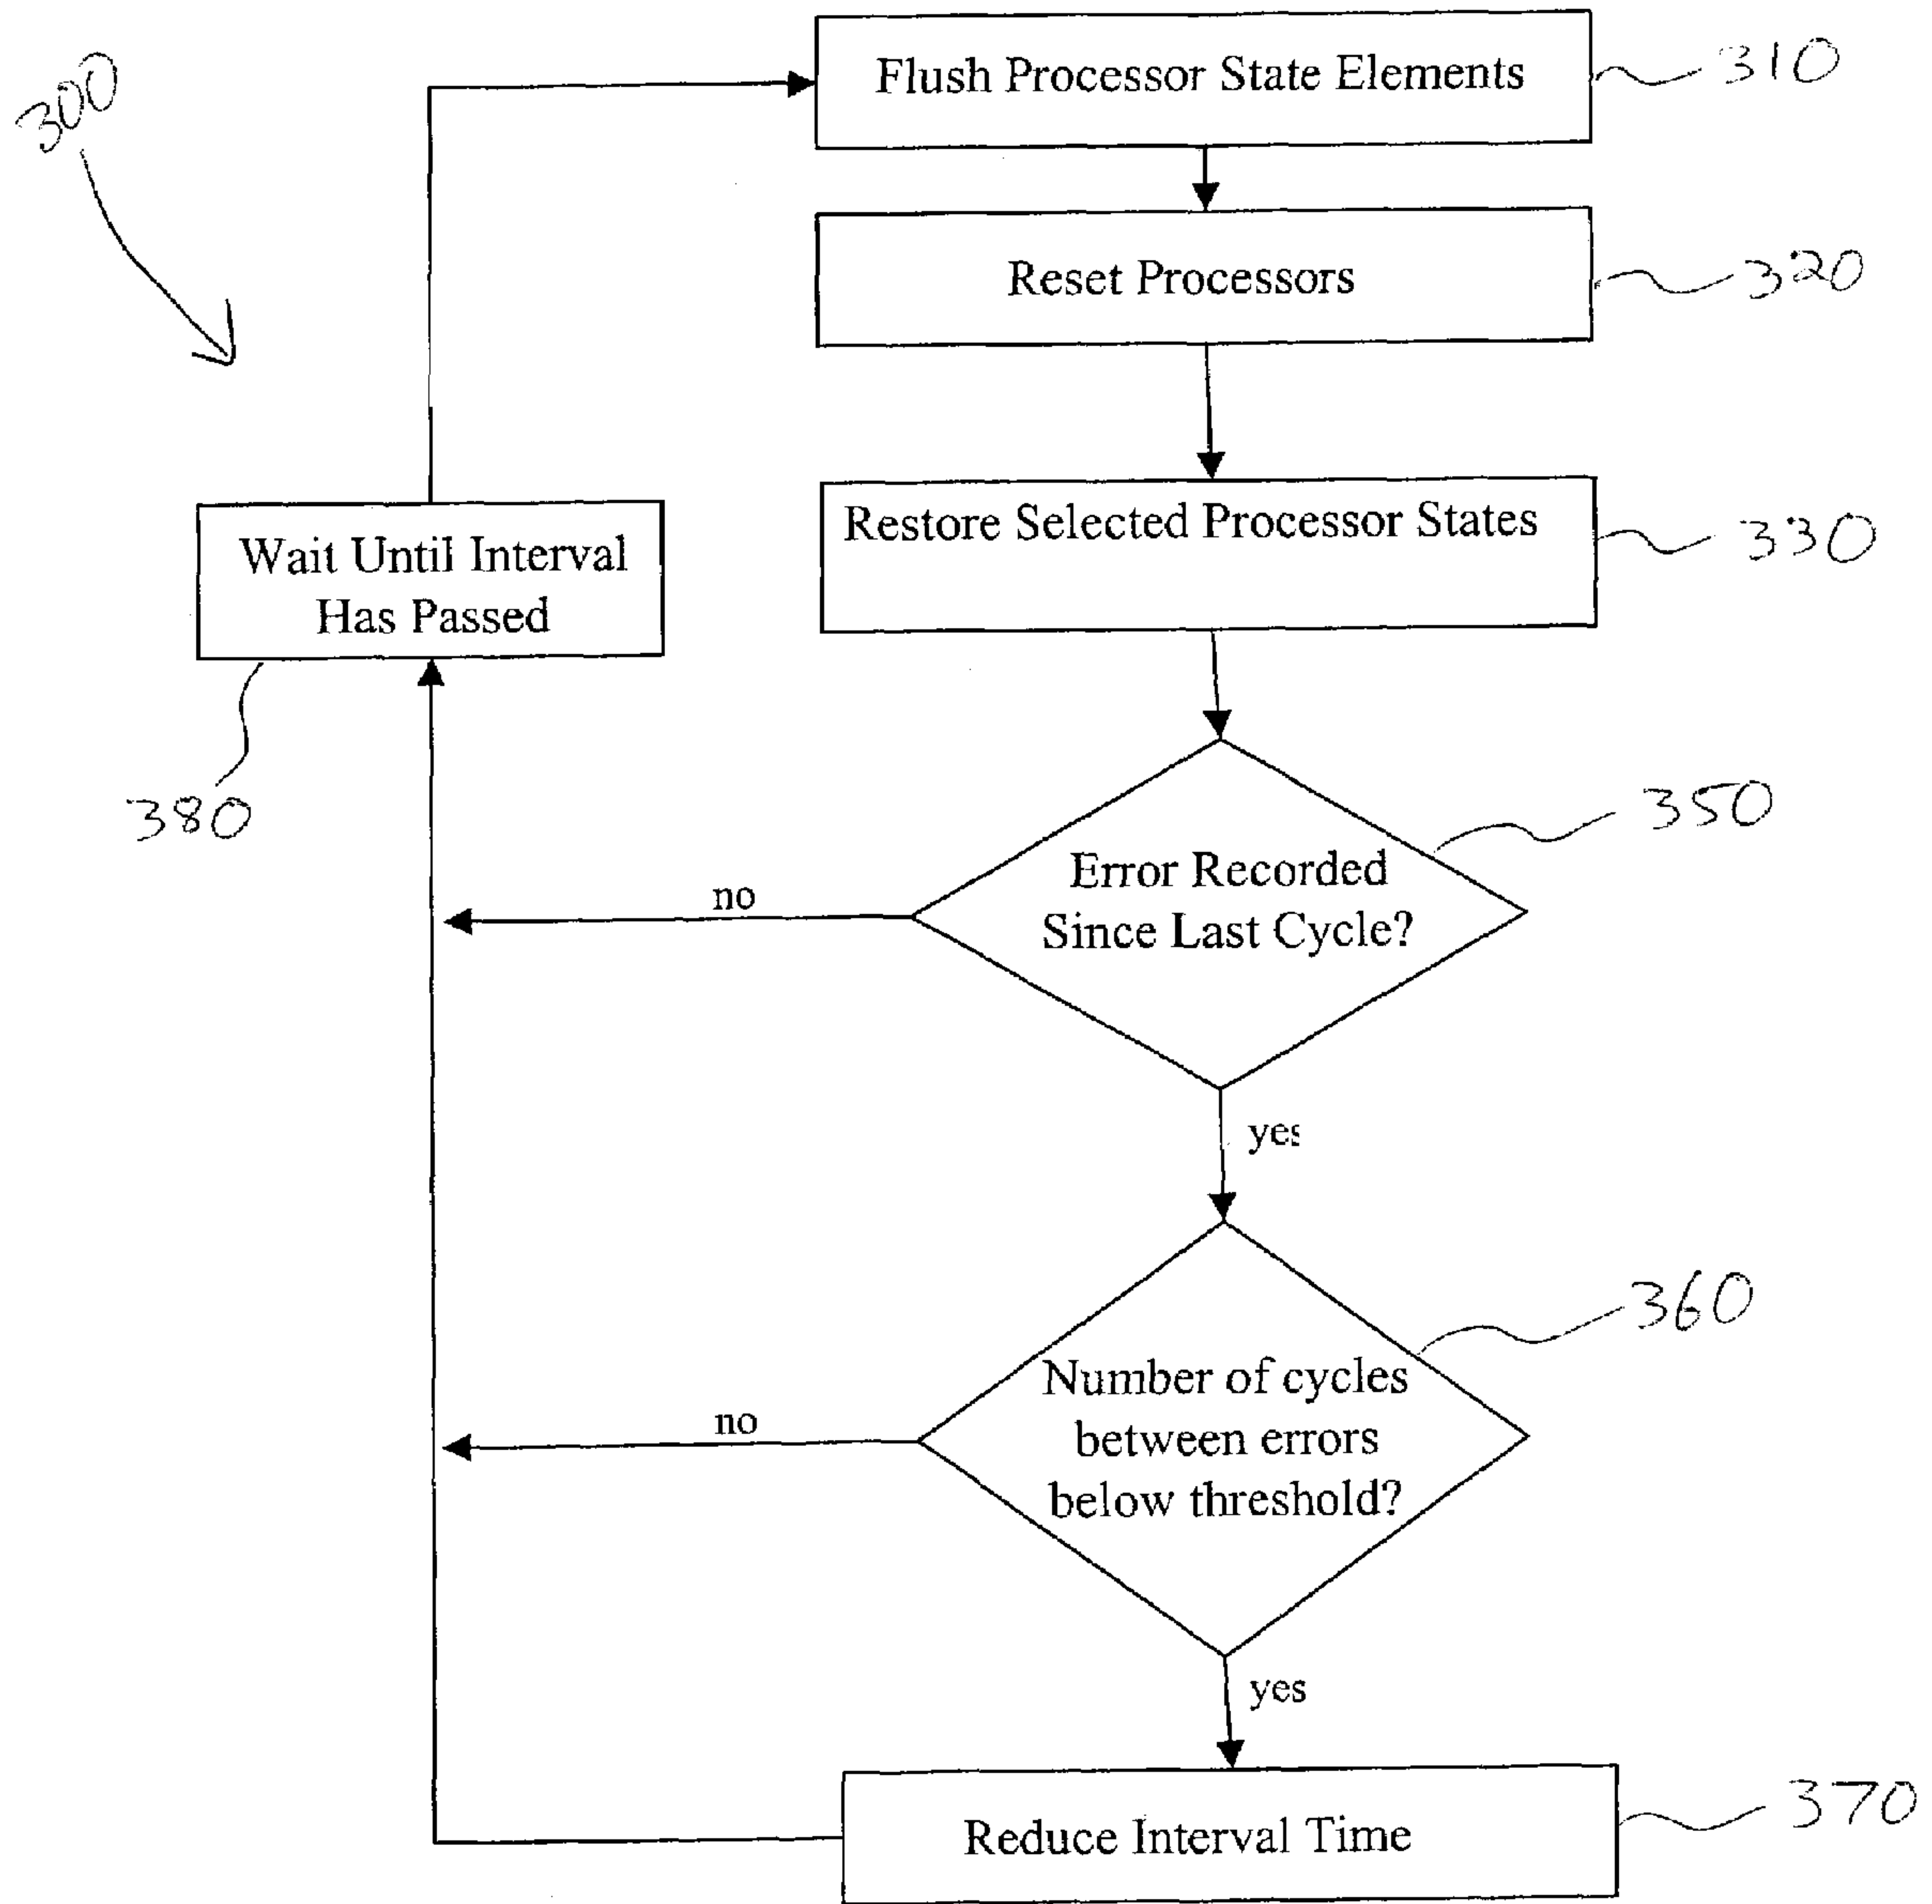 300
Flush Processor State Elements
310
Reset Processors
320
Restore Selected Processor States
330
Wait Until Interval
Has Passed
380
Error Recorded
Since Last Cycle?
350
no
yes
Number of cycles
between errors
below threshold?
360
no
yes
Reduce Interval Time
370